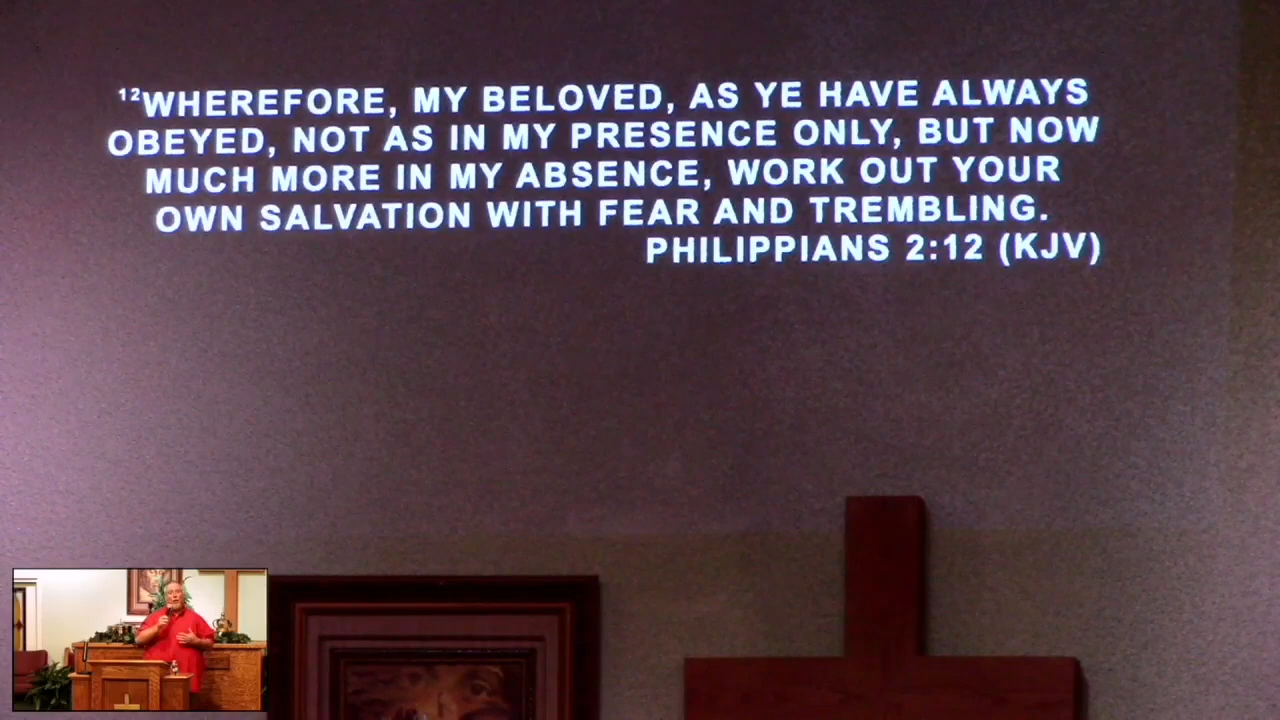 ¹²WHEREFORE, MY BELOVED, AS YE HAVE ALWAYS
OBEYED, NOT AS IN MY PRESENCE ONLY, BUT NOW
MUCH MORE IN MY ABSENCE, WORK OUT YOUR
OWN SALVATION WITH FEAR AND TREMBLING.
PHILIPPIANS 2:12 (KJV)